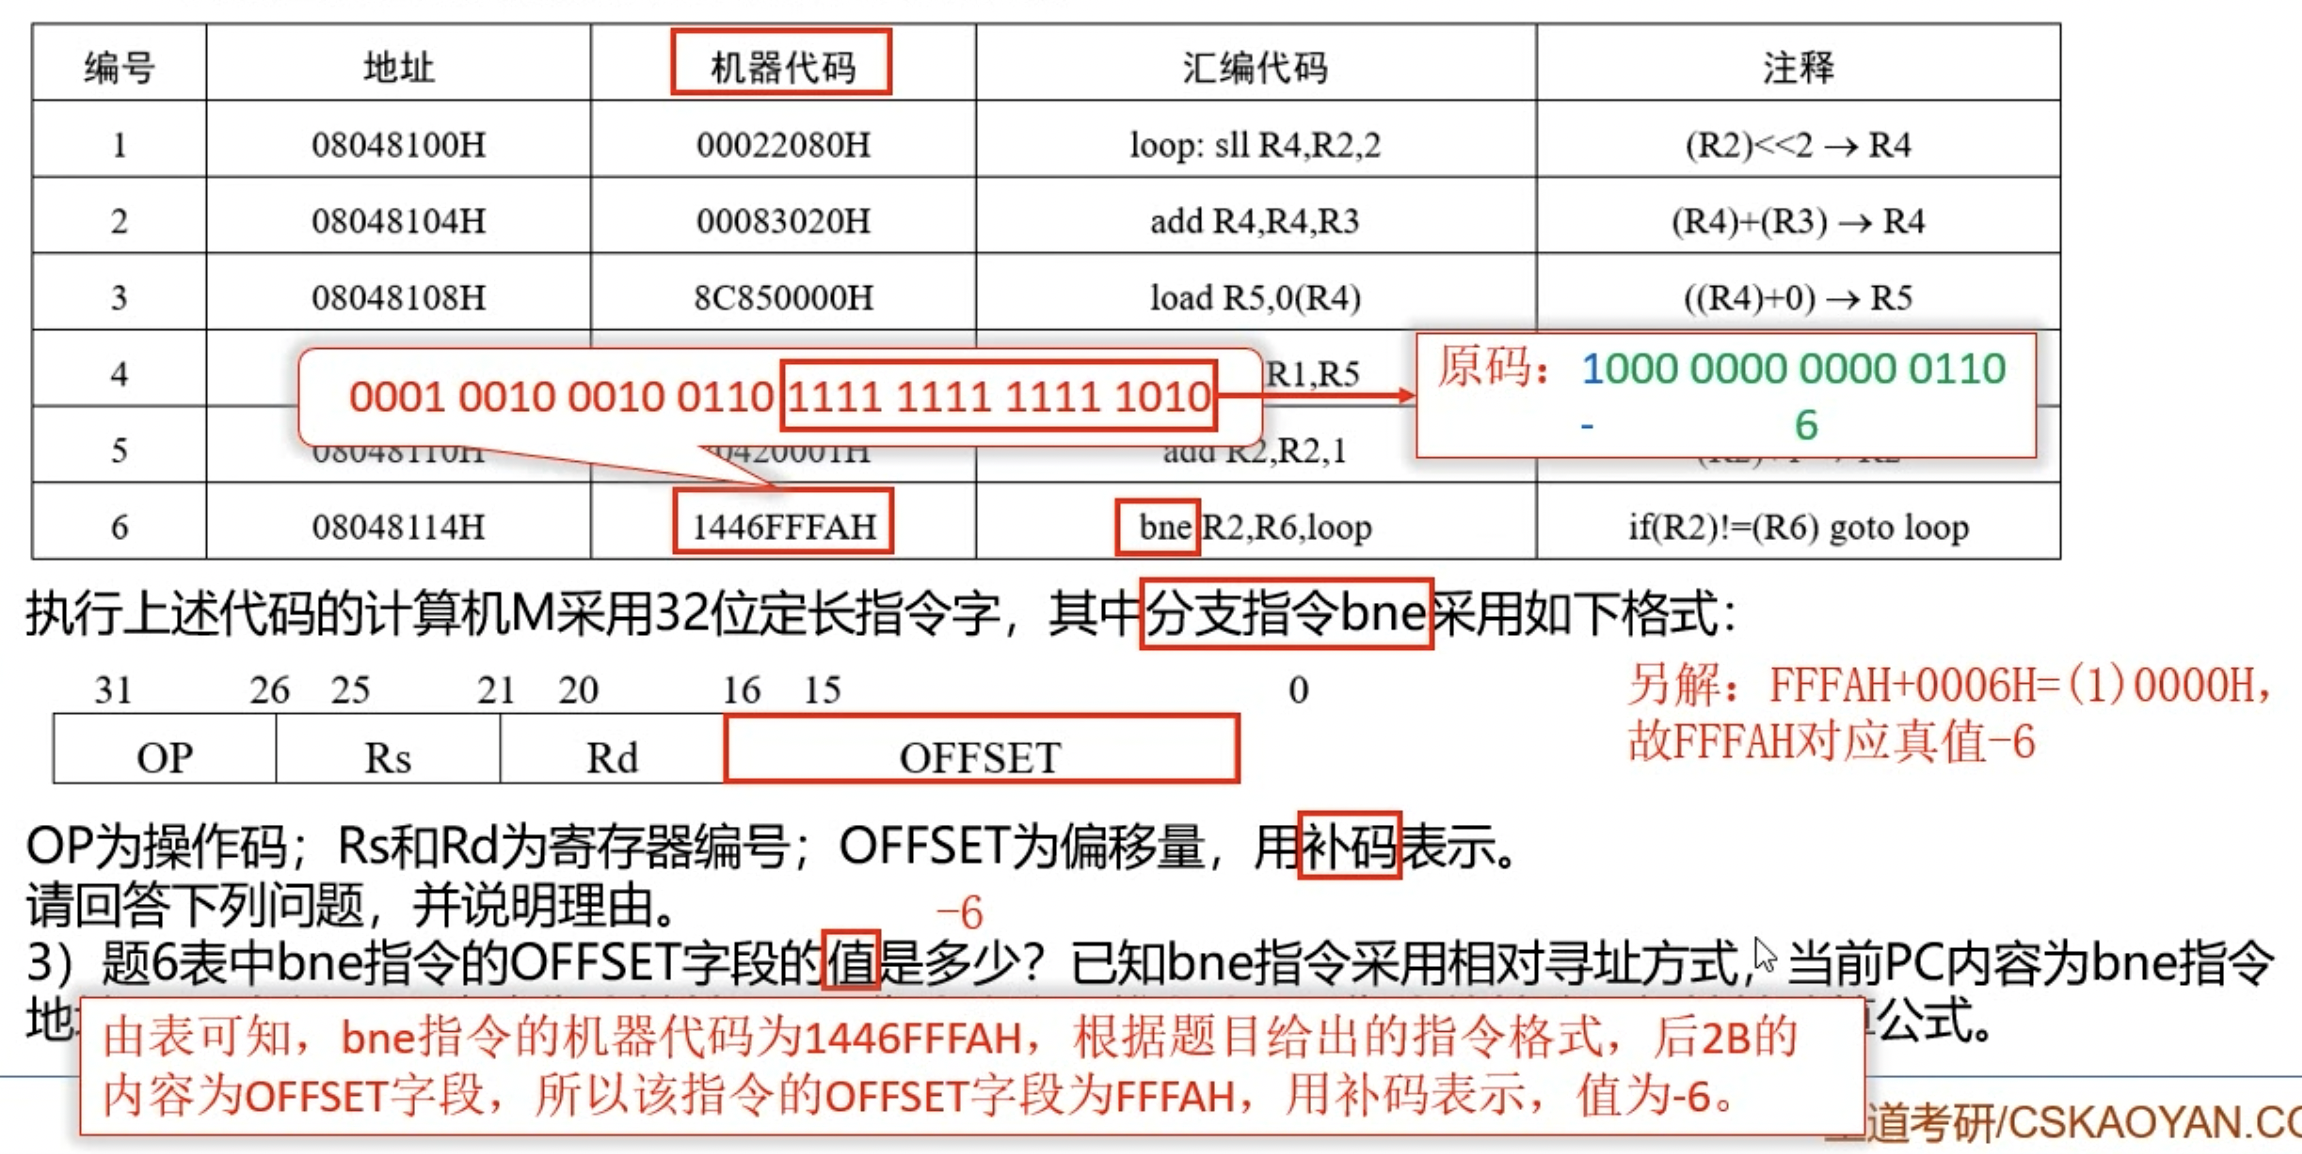 编号 地址 机器代码 汇编代码 注释
1 08048100H 00022080H loop: sll R4,R2,2 (R2)<<2 → R4
2 08048104H 00083020H add R4,R4,R3 (R4)+(R3) → R4
3 08048108H 8C850000H load R5,0(R4) ((R4)+0) → R5
4 R1,R5
0001 0010 0010 0110 1111 1111 1111 1010
原码：1000 0000 0000 0110
- 6
5 08048110H 0420001H add R2,R2,1
6 08048114H 1446FFFAH bne R2,R6,loop if(R2)!=(R6) goto loop
执行上述代码的计算机M采用32位定长指令字，其中分支指令bne采用如下格式：
31 26 25 21 20 16 15 0
OP Rs Rd OFFSET
另解：FFFAH+0006H=(1)0000H，
故FFFAH对应真值-6
OP为操作码；Rs和Rd为寄存器编号；OFFSET为偏移量，用补码表示。
请回答下列问题，并说明理由。
-6
3）题6表中bne指令的OFFSET字段的值是多少？已知bne指令采用相对寻址方式，当前PC内容为bne指令
地 公式。
由表可知，bne指令的机器代码为1446FFFAH，根据题目给出的指令格式，后2B的
内容为OFFSET字段，所以该指令的OFFSET字段为FFFAH，用补码表示，值为-6。
道考研/CSKAOYAN.CO